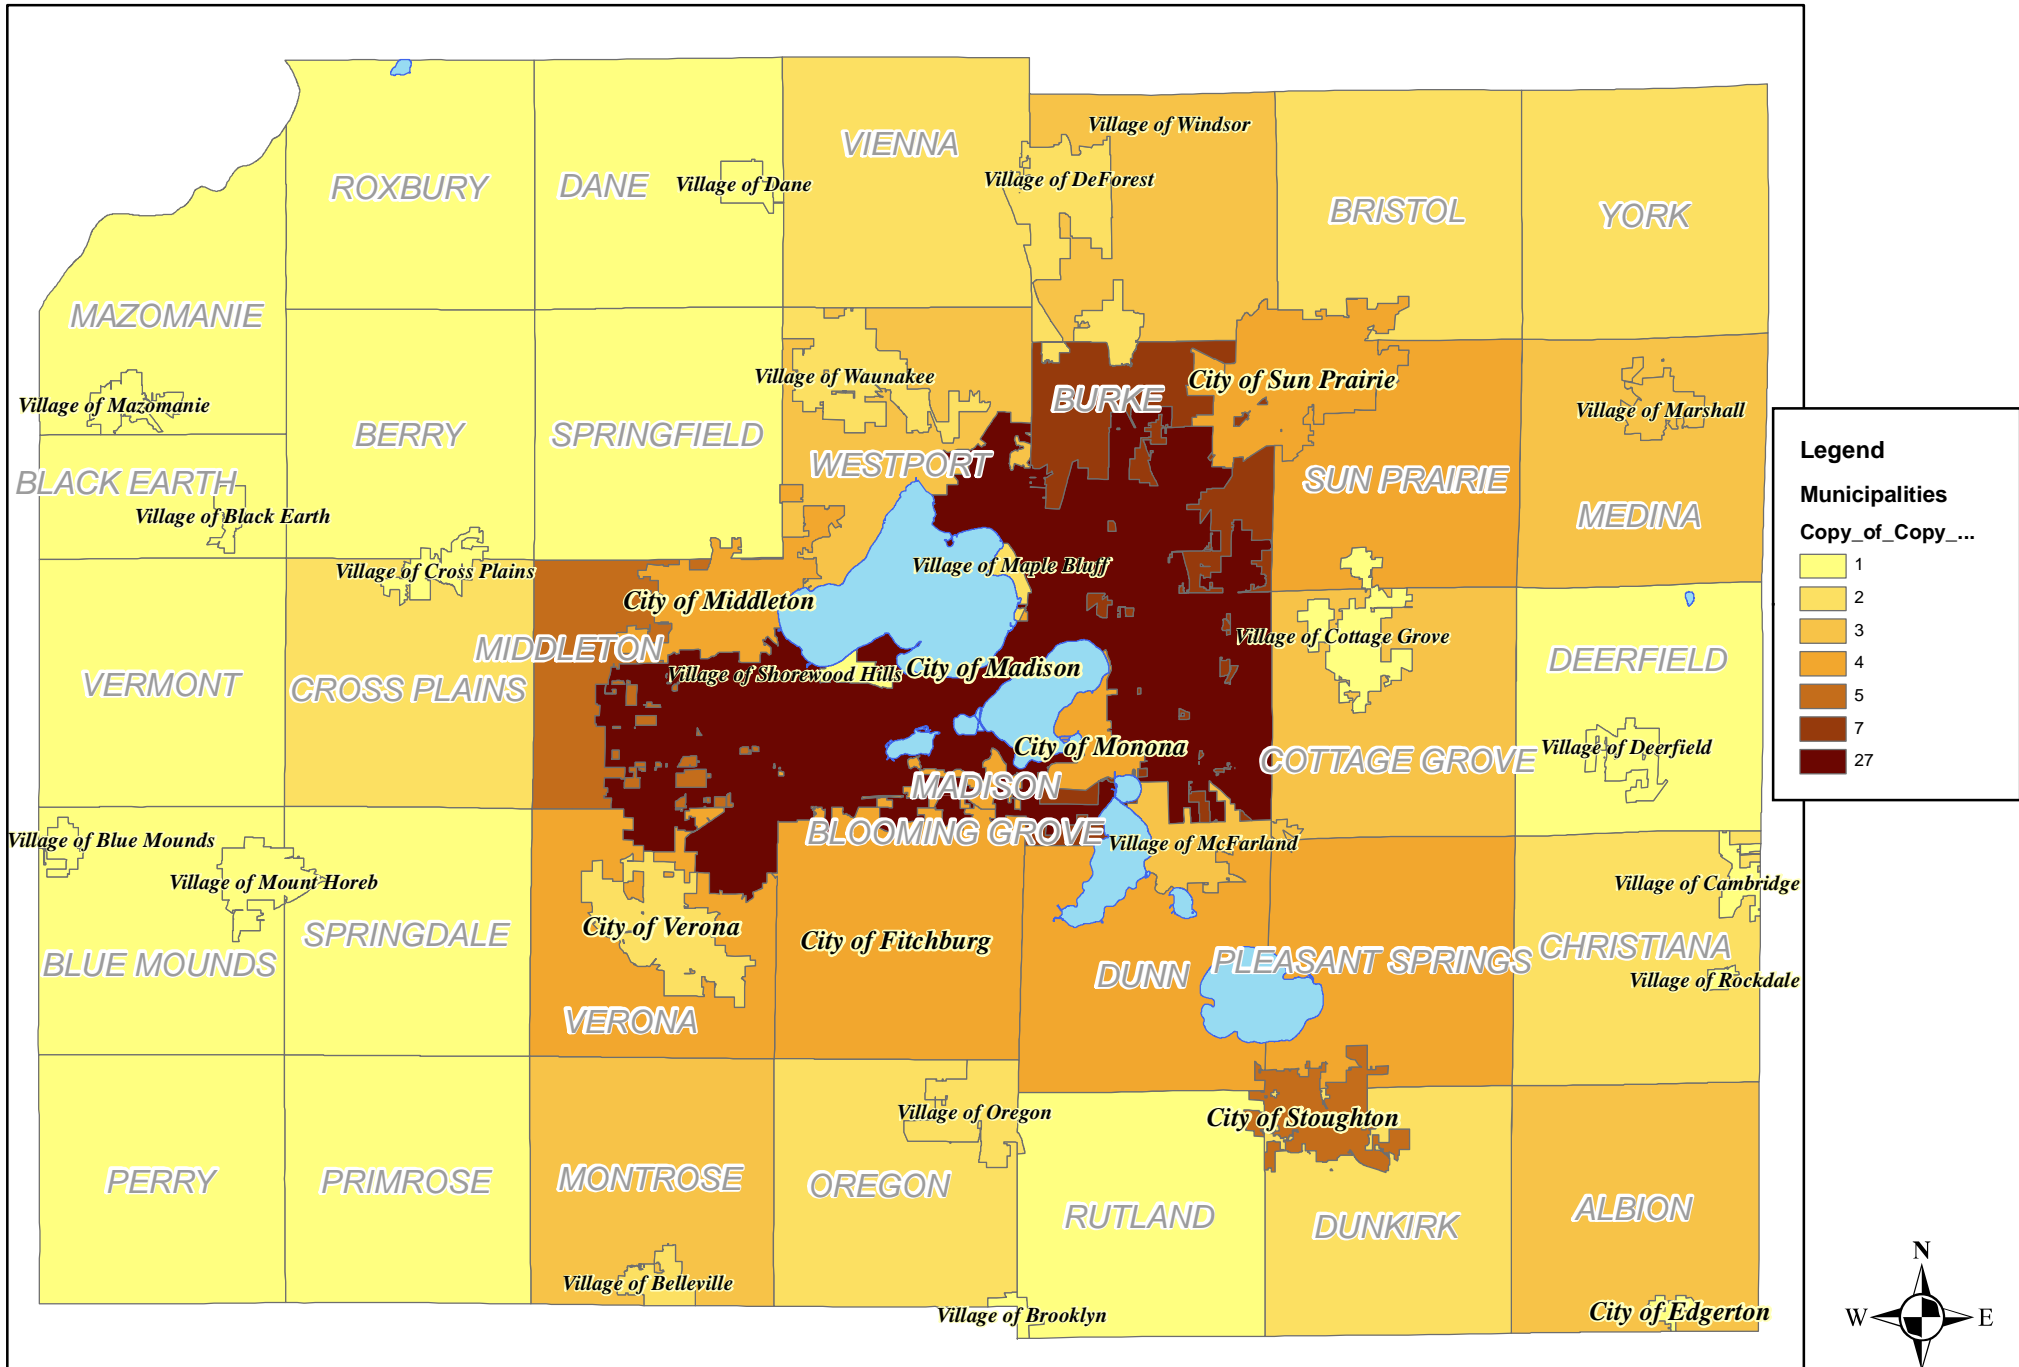 Village of Windsor
VIENNA
Village of DeForest
ROXBURY
DANE
Village of Dane
BRISTOL
YORK
MAZOMANIE
Village of Waunakee
City of Sun Prairie
BURKE
Village of Mazomanie
Village of Marshall
BERRY
SPRINGFIELD
WESTPORT
BLACK EARTH
SUN PRAIRIE
MEDINA
Village of Black Earth
Village of Cross Plains
Village of Maple Bluff
City of Middleton
Village of Cottage Grove
MIDDLETON
DEERFIELD
Village of Shorewood Hills
City of Madison
VERMONT
CROSS PLAINS
City of Monona
Village of Deerfield
COTTAGE GROVE
MADISON
BLOOMING GROVE
Village of Blue Mounds
Village of McFarland
Village of Mount Horeb
Village of Cambridge
City of Verona
SPRINGDALE
City of Fitchburg
CHRISTIANA
BLUE MOUNDS
PLEASANT SPRINGS
DUNN
Village of Rockdale
VERONA
Village of Oregon
City of Stoughton
PERRY
PRIMROSE
MONTROSE
OREGON
RUTLAND
DUNKIRK
ALBION
Village of Belleville
Village of Brooklyn
City of Edgerton
Legend
Municipalities
Copy_of_Copy_...
1
2
3
4
5
7
27
N
W
E